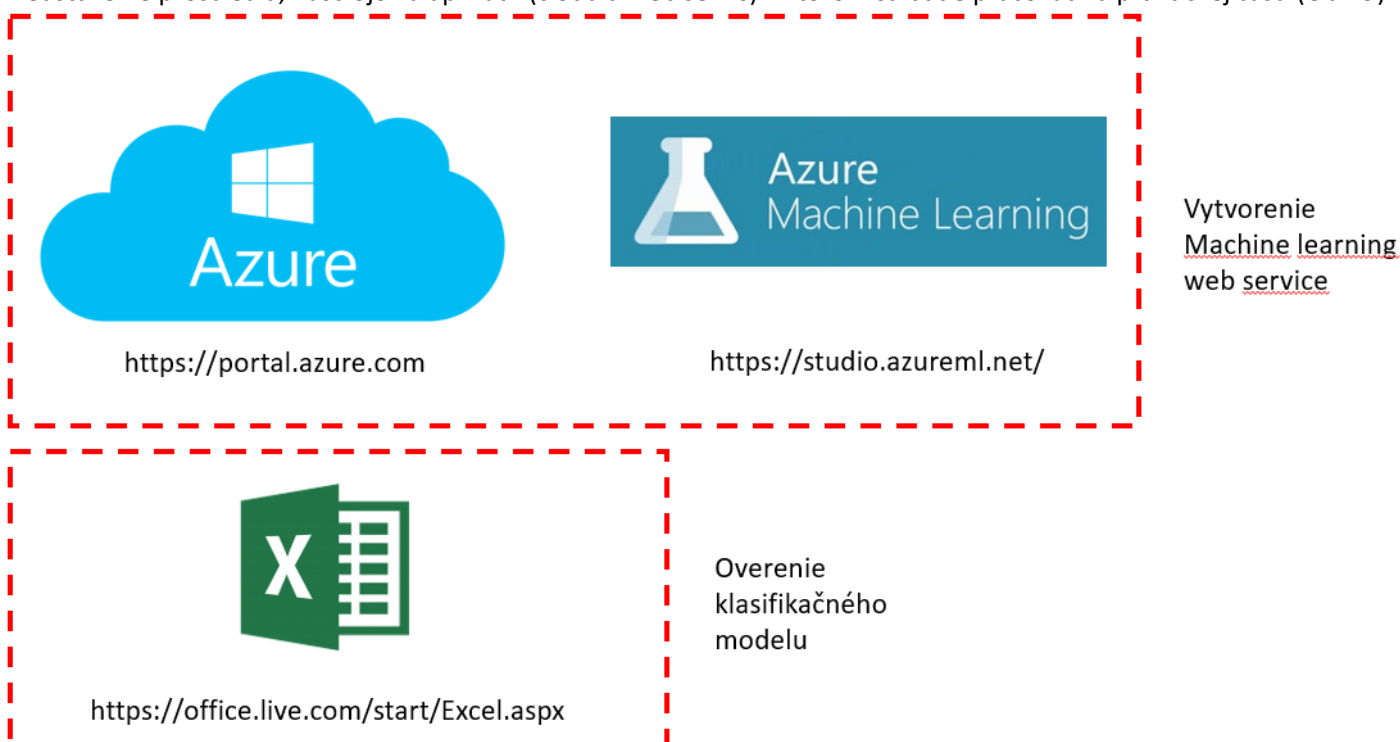 Azure
Azure
Machine Learning
https://portal.azure.com
https://studio.azureml.net/
Vytvorenie
Machine learning
web service
X
Overenie
klasifikačného
modelu
https://office.live.com/start/Excel.aspx